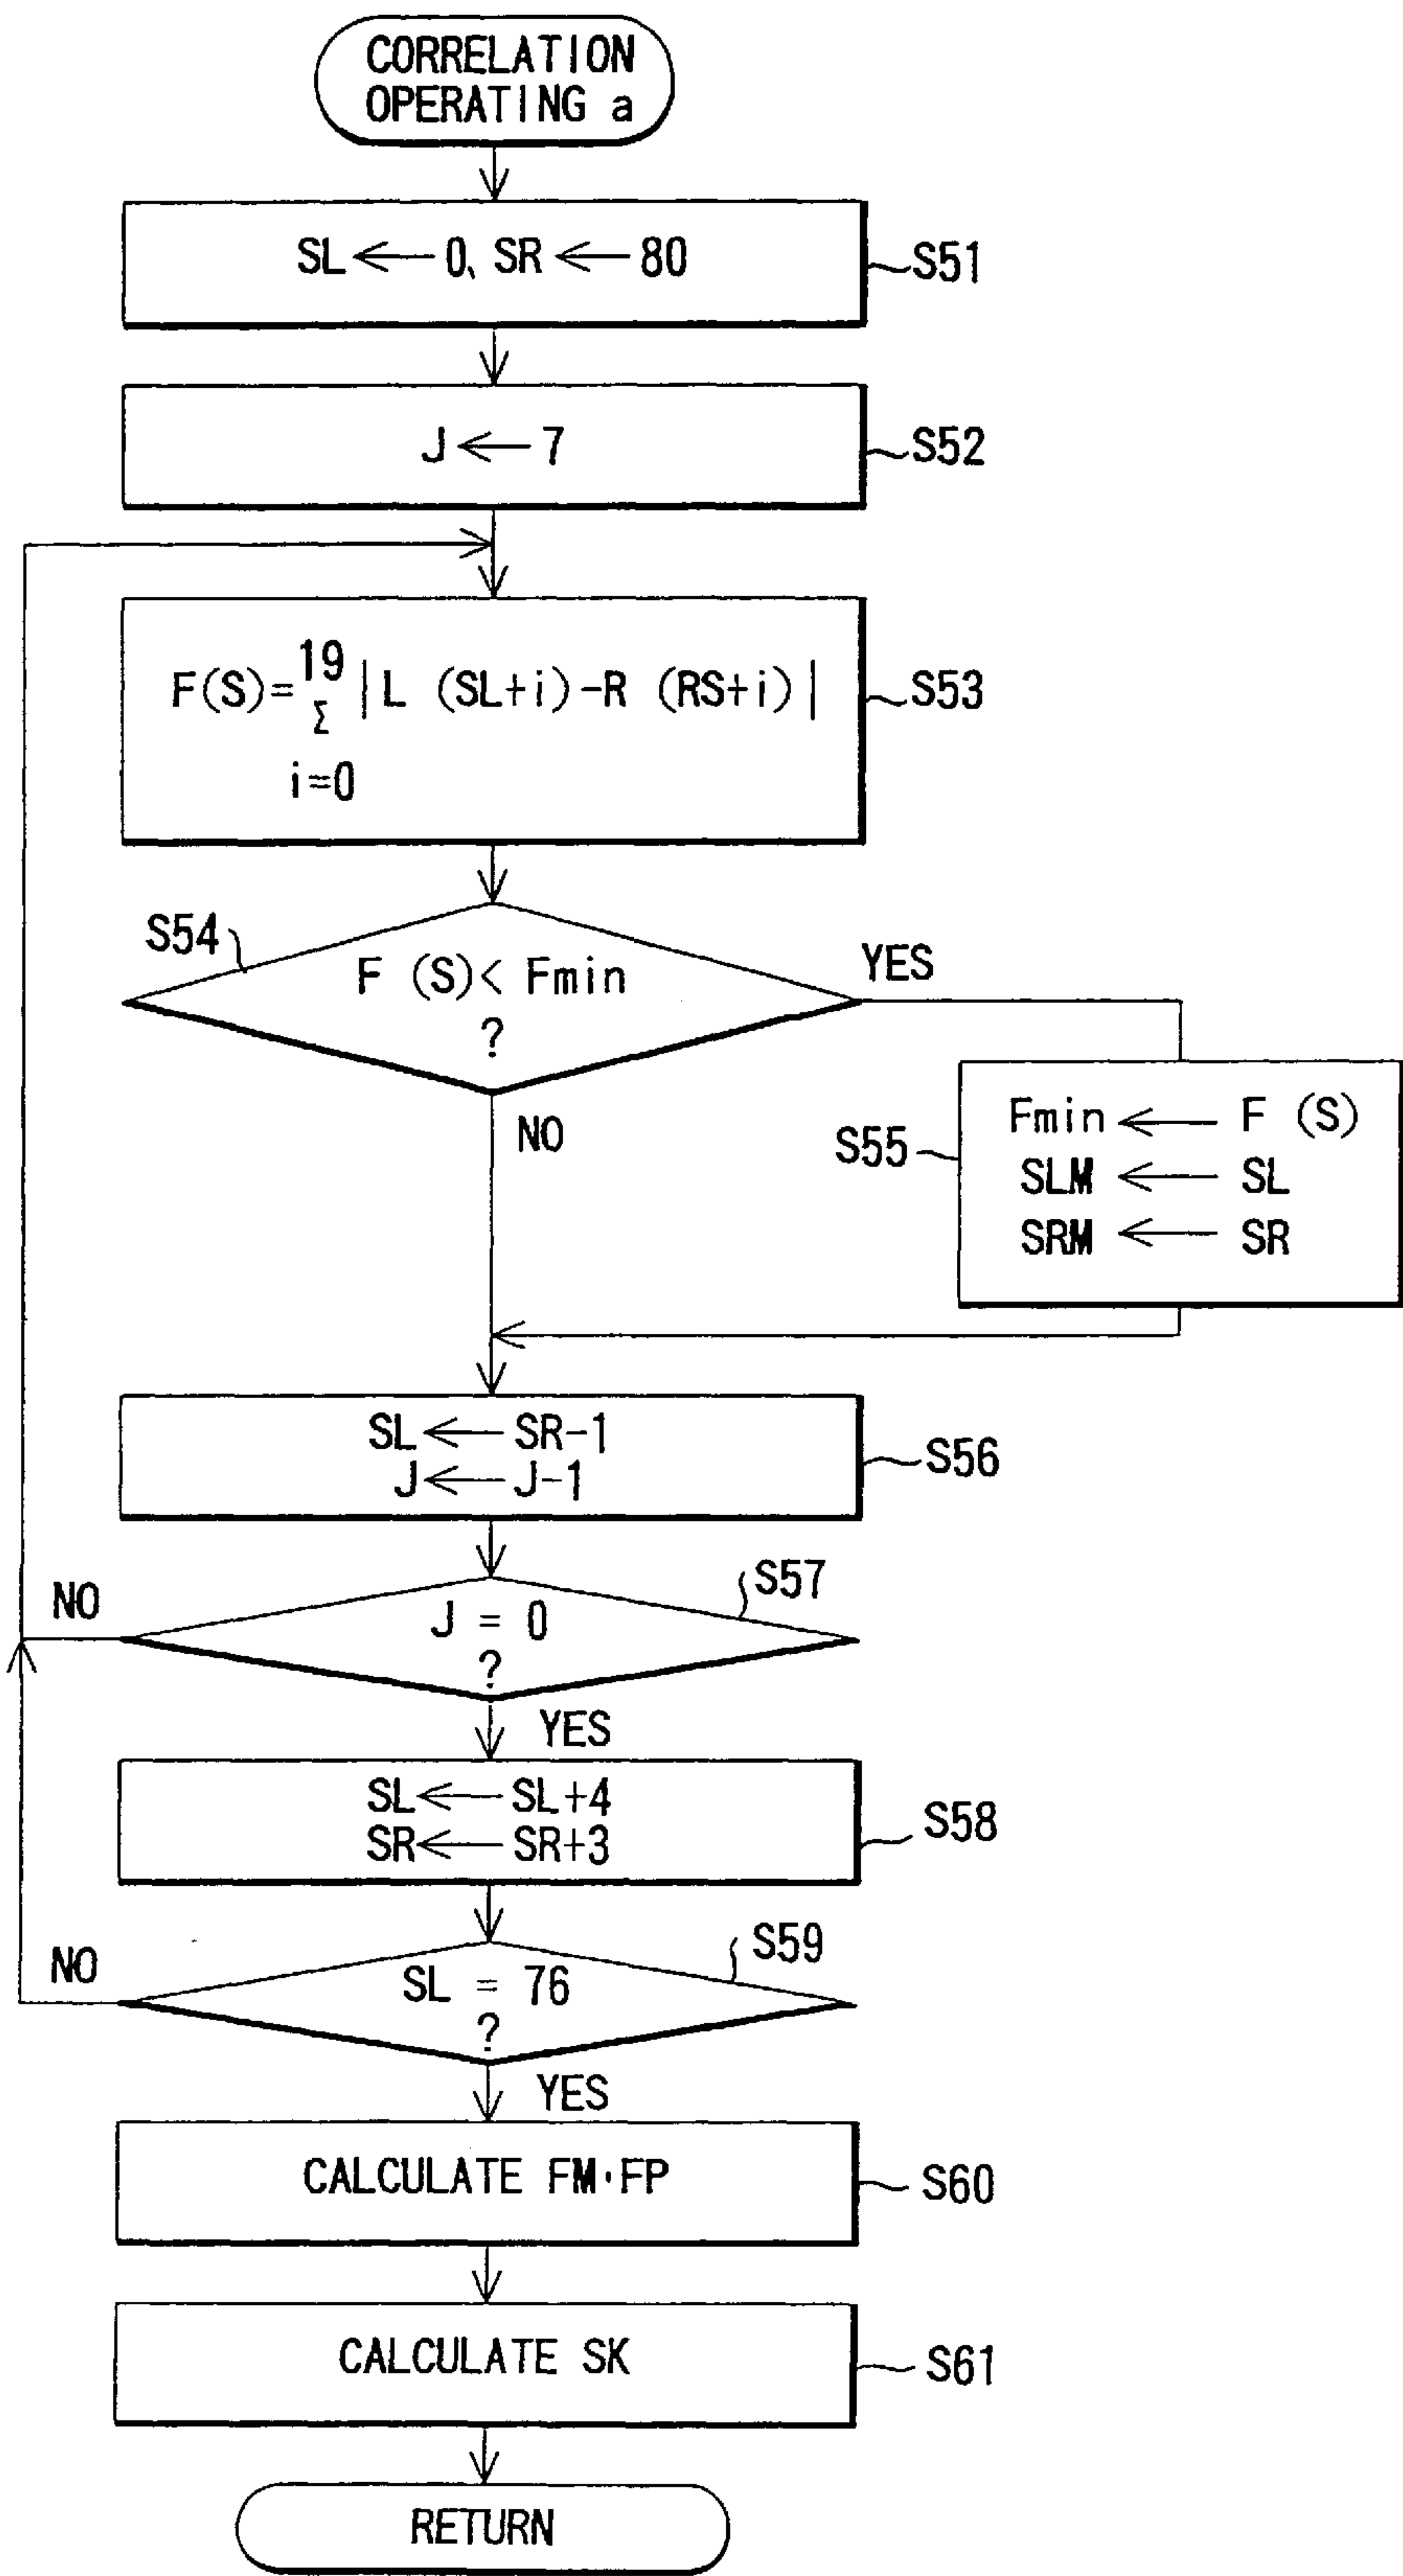 CORRELATION
OPERATING a
SL ← 0、SR ← 80
S51
J ← 7
S52
19
F(S)=Σ|L (SL+i)-R (RS+i)|
i=0
S53
S54
F (S)< Fmin
?
YES
NO
S55
Fmin ← F (S)
SLM ← SL
SRM ← SR
SL ← SR-1
J ← J-1
S56
S57
NO
J = 0
?
YES
SL ← SL+4
SR ← SR+3
S58
S59
NO
SL = 76
?
YES
CALCULATE FM·FP
S60
CALCULATE SK
S61
RETURN